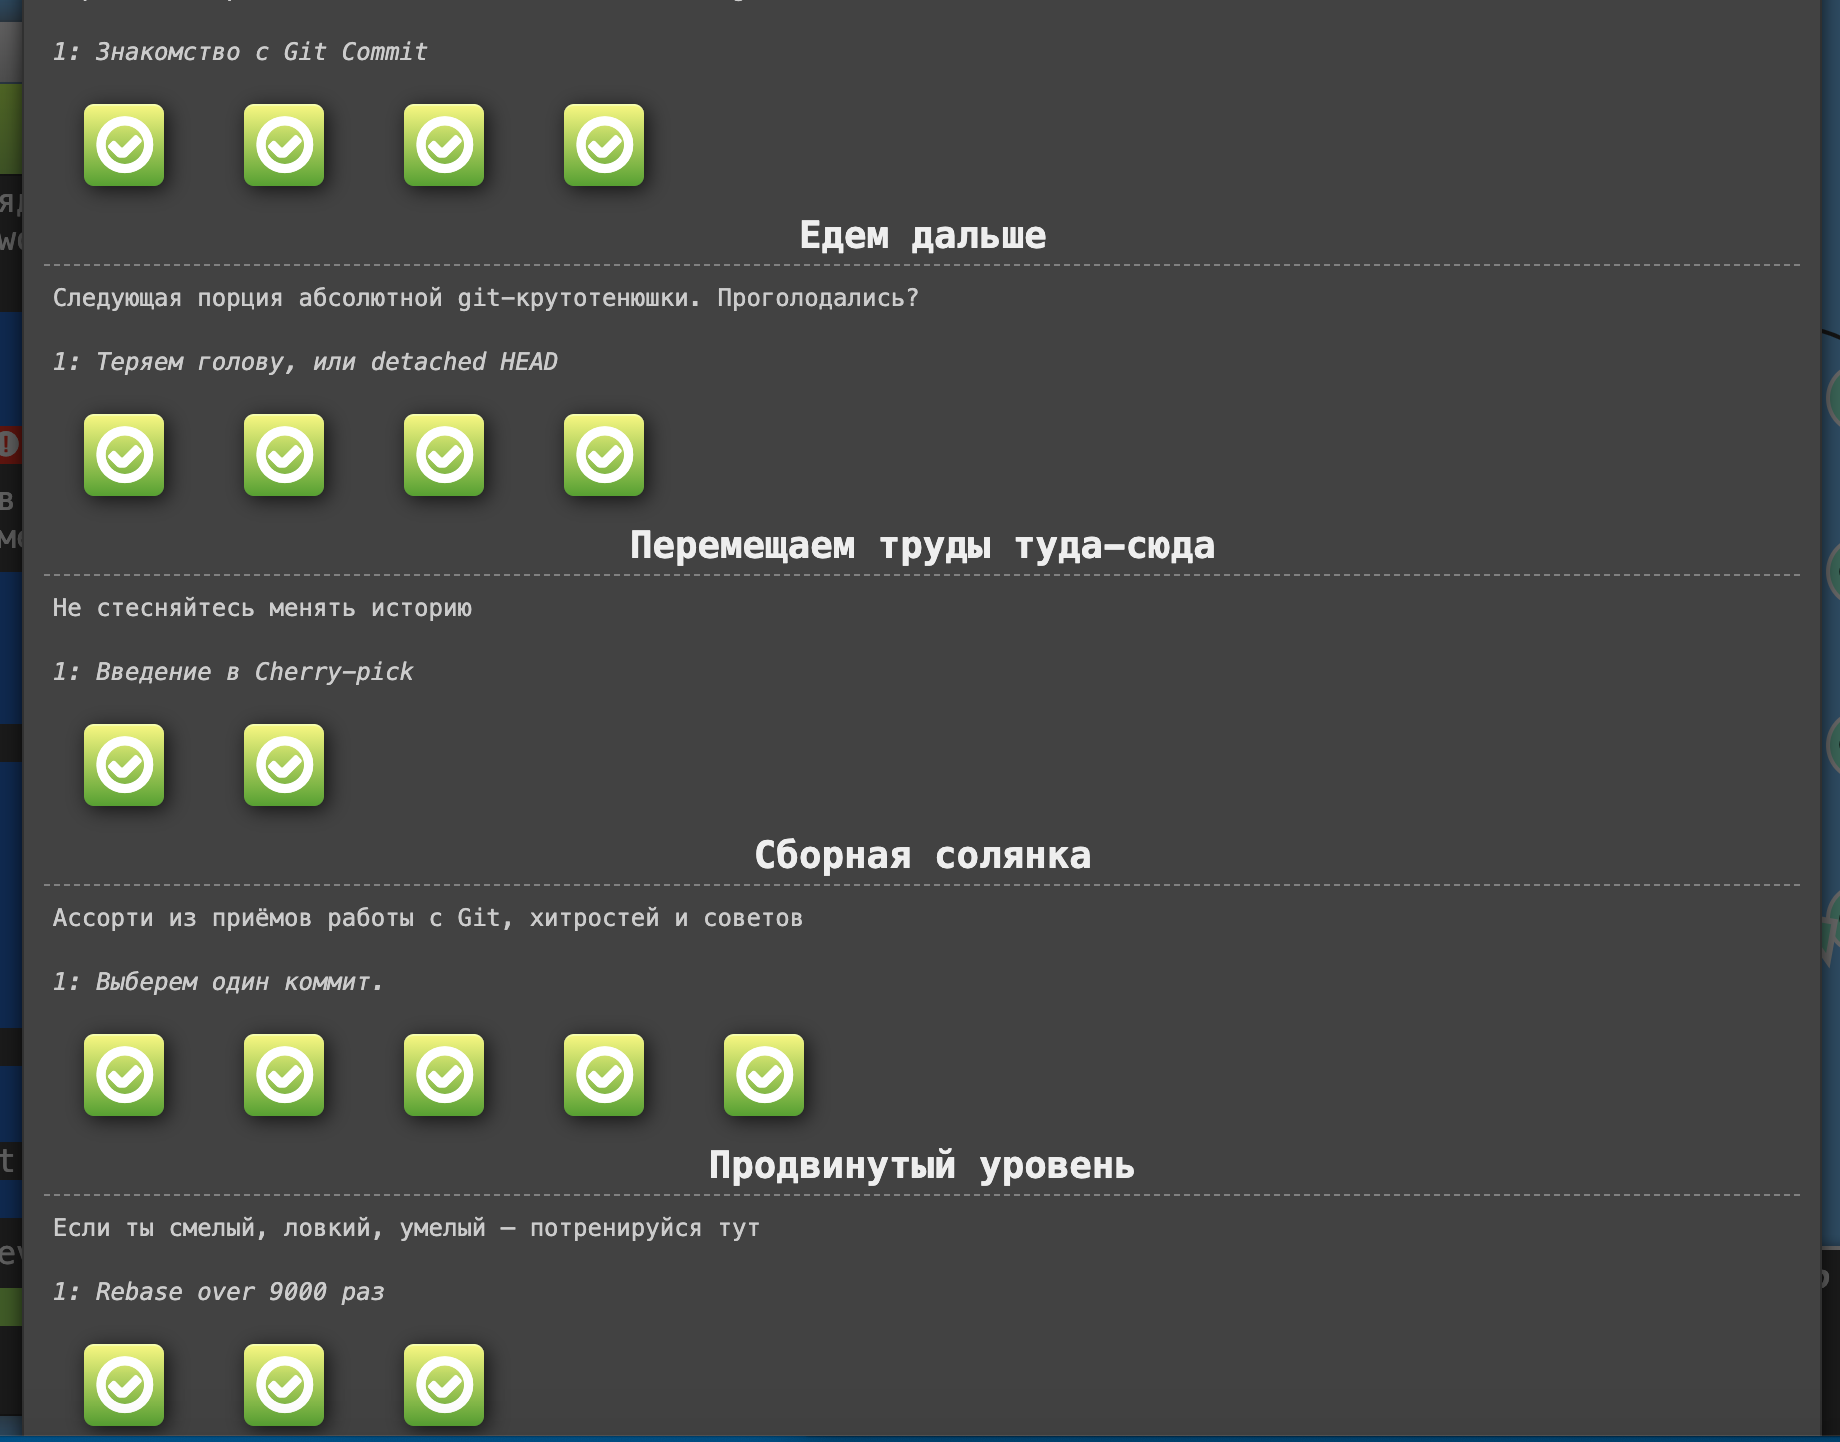 1: Знакомство с Git Commit
Едем дальше
Следующая порция абсолютной git-крутотенюшки. Проголодались?
1: Теряем голову, или detached HEAD
Перемещаем труды туда-сюда
Не стесняйтесь менять историю
1: Введение в Cherry-pick
Сборная солянка
Ассорти из приёмов работы с Git, хитростей и советов
1: Выберем один коммит.
Продвинутый уровень
Если ты смелый, ловкий, умелый – потренируйся тут
1: Rebase over 9000 раз